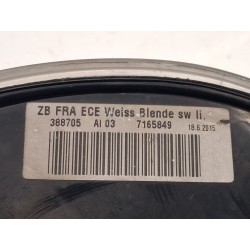 ZB FRA ECE Weiss Blende sw li.
388705 AI 03 7165849 18.6.2015